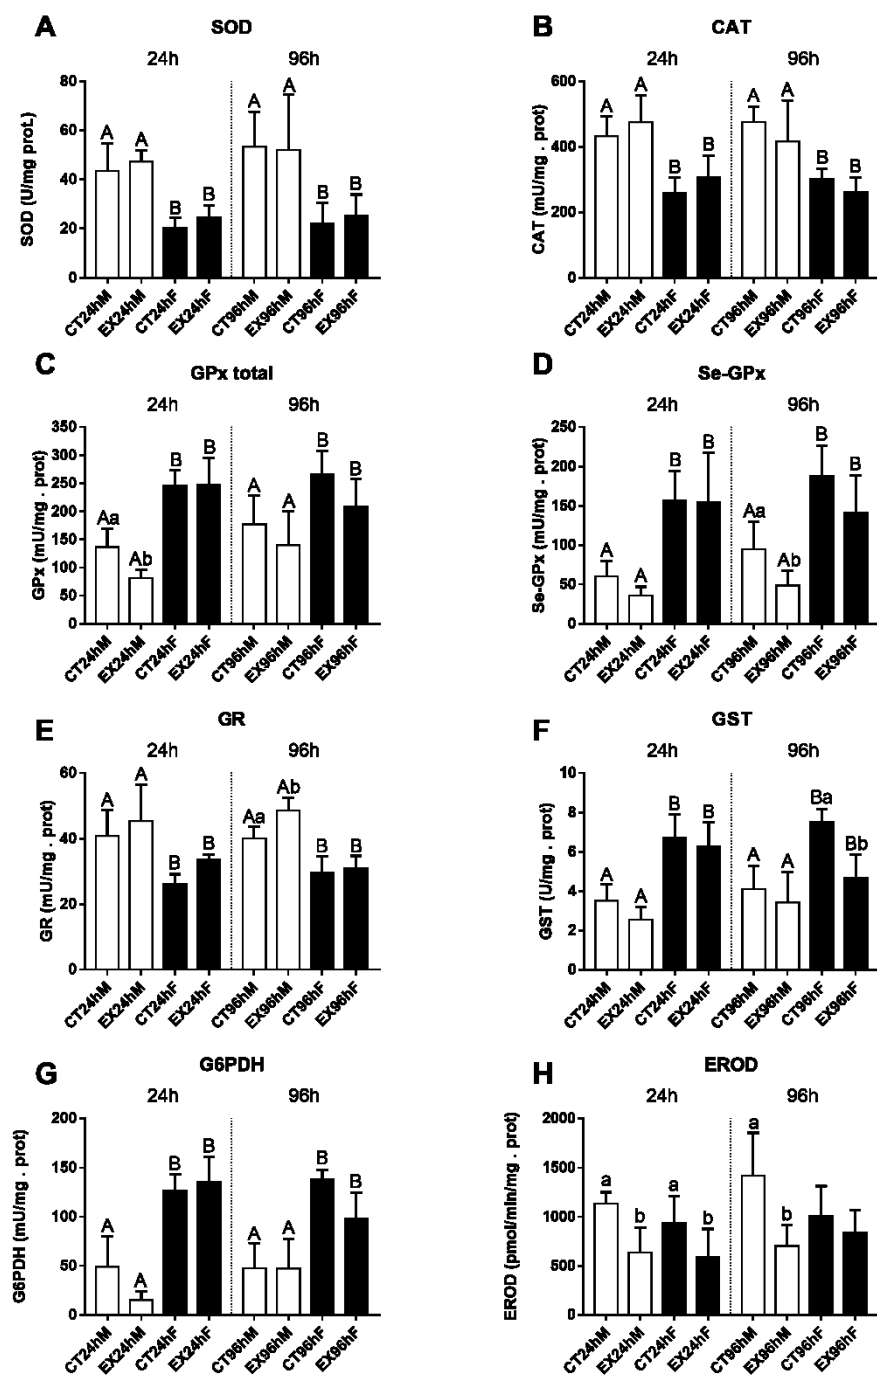 A SOD
24h 96h
SOD (U/mg prot.)
80
60
40
20
0
A A B B A A B B
CT24hM EX24hM CT24hF EX24hF CT96hM EX96hM CT96hF EX96hF
B CAT
24h 96h
CAT (mU/mg . prot)
600
400
200
0
A A B B A A B B
CT24hM EX24hM CT24hF EX24hF CT96hM EX96hM CT96hF EX96hF
C GPx total
24h 96h
GPx (mU/mg . prot)
350
300
250
200
150
100
50
0
Aa Ab B B A A B B
CT24hM EX24hM CT24hF EX24hF CT96hM EX96hM CT96hF EX96hF
D Se-GPx
24h 96h
Se-GPx (mU/mg . prot)
250
200
150
100
50
0
A A B B Aa Ab B B
CT24hM EX24hM CT24hF EX24hF CT96hM EX96hM CT96hF EX96hF
E GR
24h 96h
GR (mU/mg . prot)
60
40
20
0
A A B B Aa Ab B B
CT24hM EX24hM CT24hF EX24hF CT96hM EX96hM CT96hF EX96hF
F GST
24h 96h
GST (U/mg . prot)
10
8
6
4
2
0
A A B B A A Ba Bb
CT24hM EX24hM CT24hF EX24hF CT96hM EX96hM CT96hF EX96hF
G G6PDH
24h 96h
G6PDH (mU/mg . prot)
200
150
100
50
0
A A B B A A B B
CT24hM EX24hM CT24hF EX24hF CT96hM EX96hM CT96hF EX96hF
H EROD
24h 96h
EROD (pmol/min/mg . prot)
2000
1500
1000
500
0
a b a b a b
CT24hM EX24hM CT24hF EX24hF CT96hM EX96hM CT96hF EX96hF